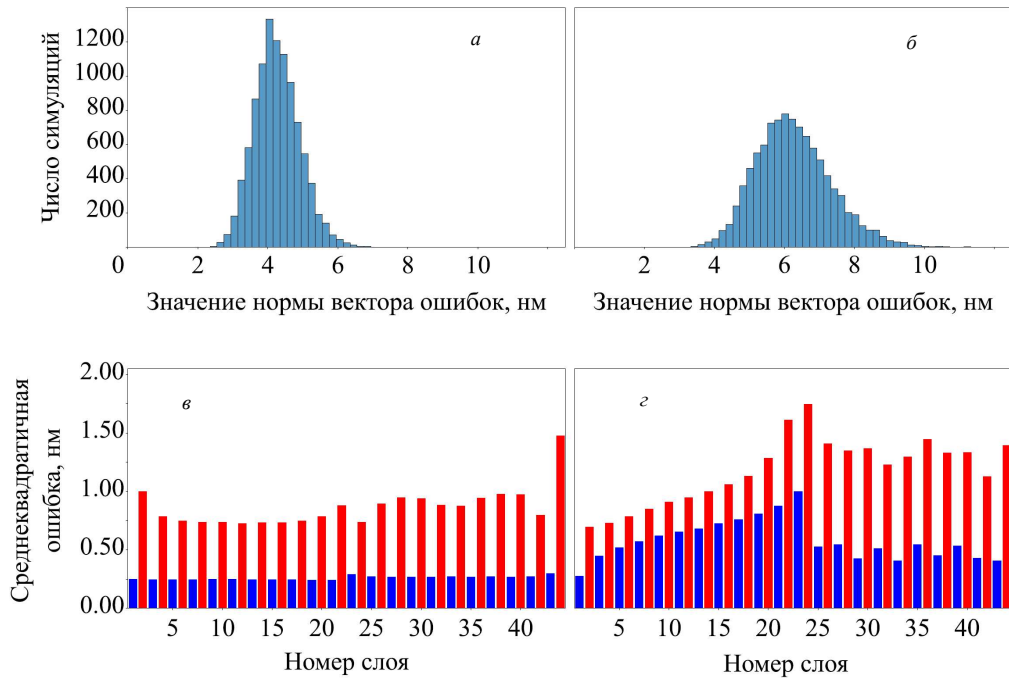 1200
1000
800
600
400
200
Число симуляций
а
б
0 2 4 6 8 10
2 4 6 8 10
Значение нормы вектора ошибок, нм
Значение нормы вектора ошибок, нм
2.00
1.50
1.00
0.50
0.00
Среднеквадратичная
ошибка, нм
в
г
5 10 15 20 25 30 35 40
5 10 15 20 25 30 35 40
Номер слоя
Номер слоя